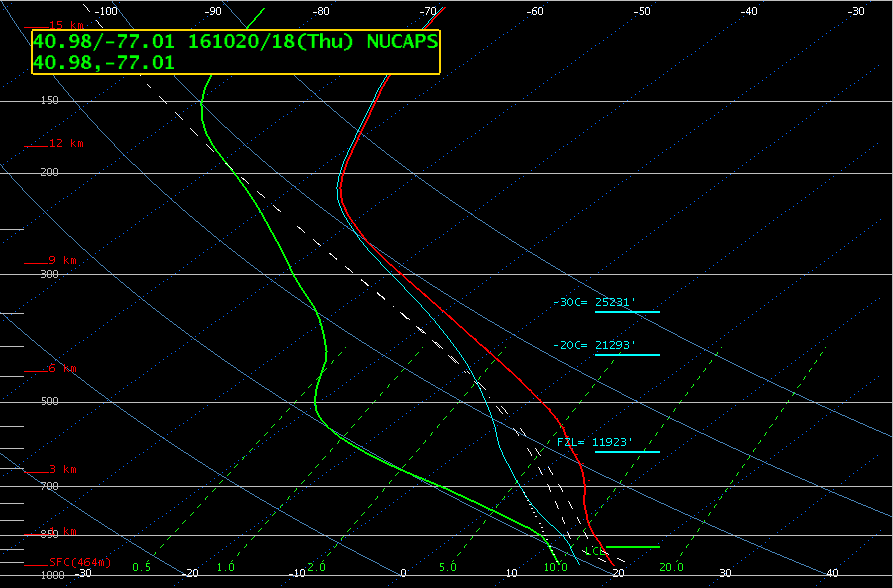 -100 -90 -80 -70 -60 -50 -40 -30
15 km
40.98/-77.01 161020/18(Thu) NUCAPS
40.98,-77.01
150
12 km
200
9 km
300
-30C= 25231'
-20C= 21293'
6 km
500
FZL= 11923'
3 km
700
850
km
LCL
SFC(464m)
0.5 1.0 2.0 5.0 10.0 20.0
1000 -30 -20 -10 0 10 20 30 40